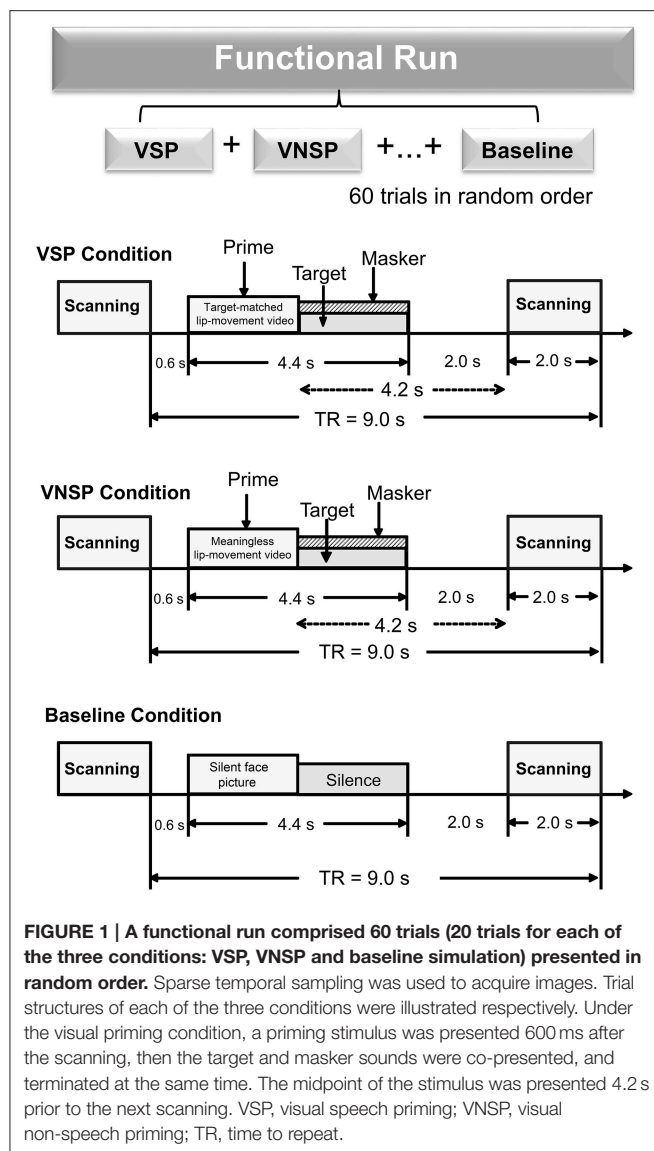 Functional Run
VSP + VNSP +...+ Baseline
60 trials in random order
VSP Condition
Prime
Target
Masker
Scanning
Target-matched
lip-movement video
Scanning
0.6 s 4.4 s 2.0 s 2.0 s
4.2 s
TR = 9.0 s
VNSP Condition
Prime
Target
Masker
Scanning
Meaningless
lip-movement video
Scanning
0.6 s 4.4 s 2.0 s 2.0 s
4.2 s
TR = 9.0 s
Baseline Condition
Scanning
Silent face
picture
Silence
Scanning
0.6 s 4.4 s 2.0 s 2.0 s
TR = 9.0 s
FIGURE 1 | A functional run comprised 60 trials (20 trials for each of
the three conditions: VSP, VNSP and baseline simulation) presented in
random order. Sparse temporal sampling was used to acquire images. Trial
structures of each of the three conditions were illustrated respectively. Under
the visual priming condition, a priming stimulus was presented 600 ms after
the scanning, then the target and masker sounds were co-presented, and
terminated at the same time. The midpoint of the stimulus was presented 4.2 s
prior to the next scanning. VSP, visual speech priming; VNSP, visual
non-speech priming; TR, time to repeat.